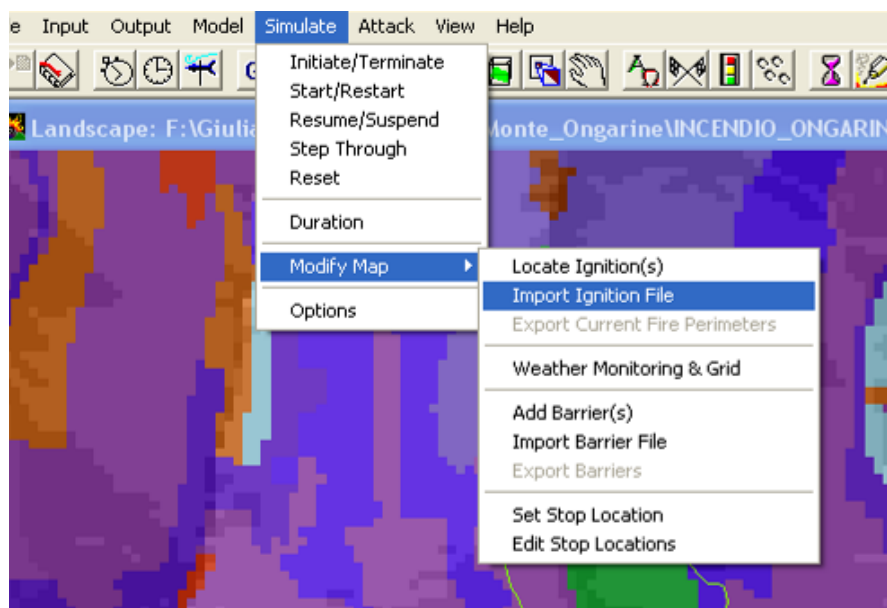 e Input Output Model Simulate Attack View Help
Initiate/Terminate
Start/Restart
Resume/Suspend
Step Through
Reset
Duration
Modify Map
Options
Landscape: F:\Giulia
Monte_Ongarine\INCENDIO_ONGARIN
Locate Ignition(s)
Import Ignition File
Export Current Fire Perimeters
Weather Monitoring & Grid
Add Barrier(s)
Import Barrier File
Export Barriers
Set Stop Location
Edit Stop Locations